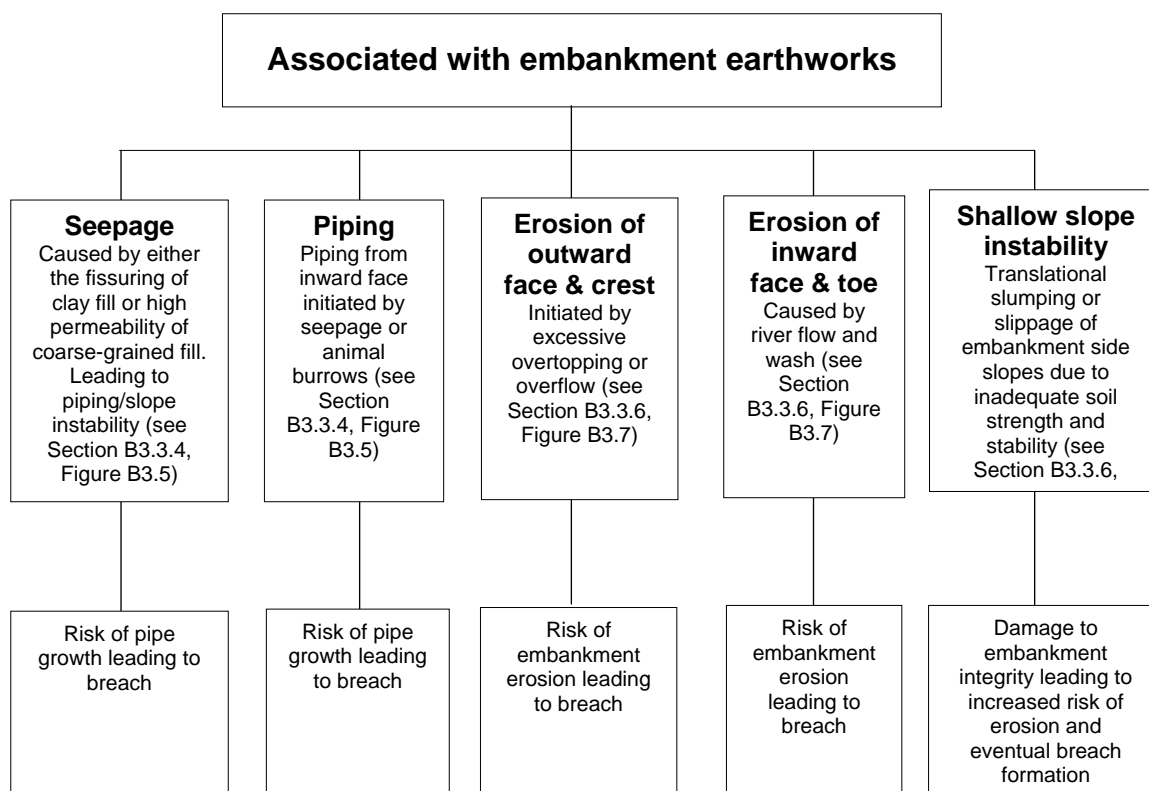 Associated with embankment earthworks
Seepage
Caused by either
the fissuring of
clay fill or high
permeability of
coarse-grained fill.
Leading to
piping/slope
instability (see
Section B3.3.4,
Figure B3.5)
Piping
Piping from
inward face
initiated by
seepage or
animal
burrows (see
Section
B3.3.4, Figure
B3.5)
Erosion of
outward
face & crest
Initiated by
excessive
overtopping or
overflow (see
Section B3.3.6,
Figure B3.7)
Erosion of
inward
face & toe
Caused by
river flow and
wash (see
Section
B3.3.6, Figure
B3.7)
Shallow slope
instability
Translational
slumping or
slippage of
embankment side
slopes due to
inadequate soil
strength and
stability (see
Section B3.3.6,
Risk of pipe
growth leading to
breach
Risk of pipe
growth leading
to breach
Risk of
embankment
erosion leading
to breach
Risk of
embankment
erosion
leading to
breach
Damage to
embankment
integrity leading to
increased risk of
erosion and
eventual breach
formation